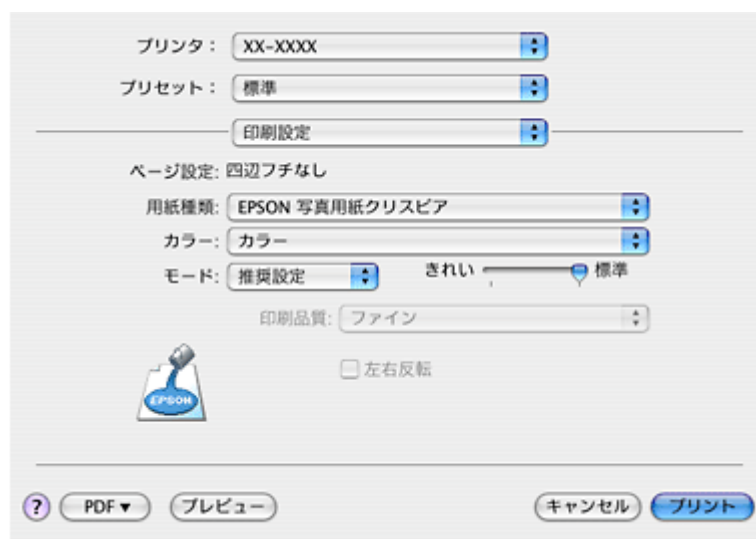 プリンタ： XX-XXXX
プリセット： 標準
印刷設定
ページ設定: 四辺フチなし
用紙種類: EPSON 写真用紙クリスピア
カラー: カラー
モード: 推奨設定 きれい 標準
印刷品質: ファイン
左右反転
EPSON
? PDF▼ プレビュー キャンセル プリント